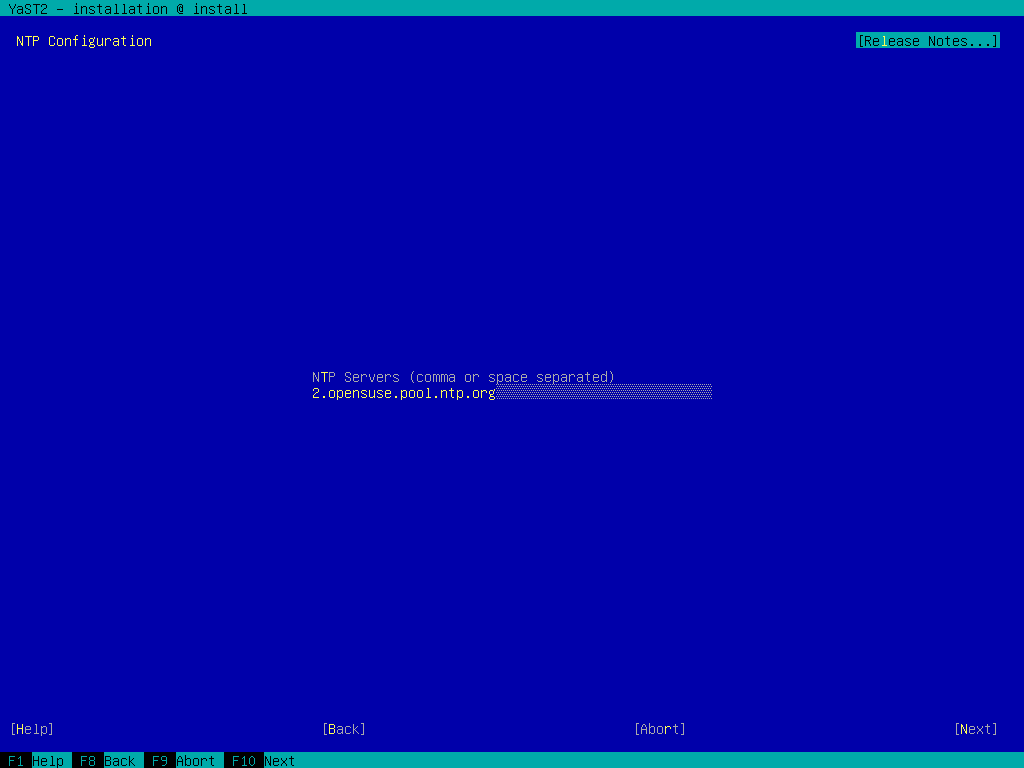 YaST2 - installation @ install
NTP Configuration [Release Notes...]
NTP Servers (comma or space separated)
2.opensuse.pool.ntp.org
[Help] [Back] [Abort] [Next]
F1 Help F8 Back F9 Abort F10 Next